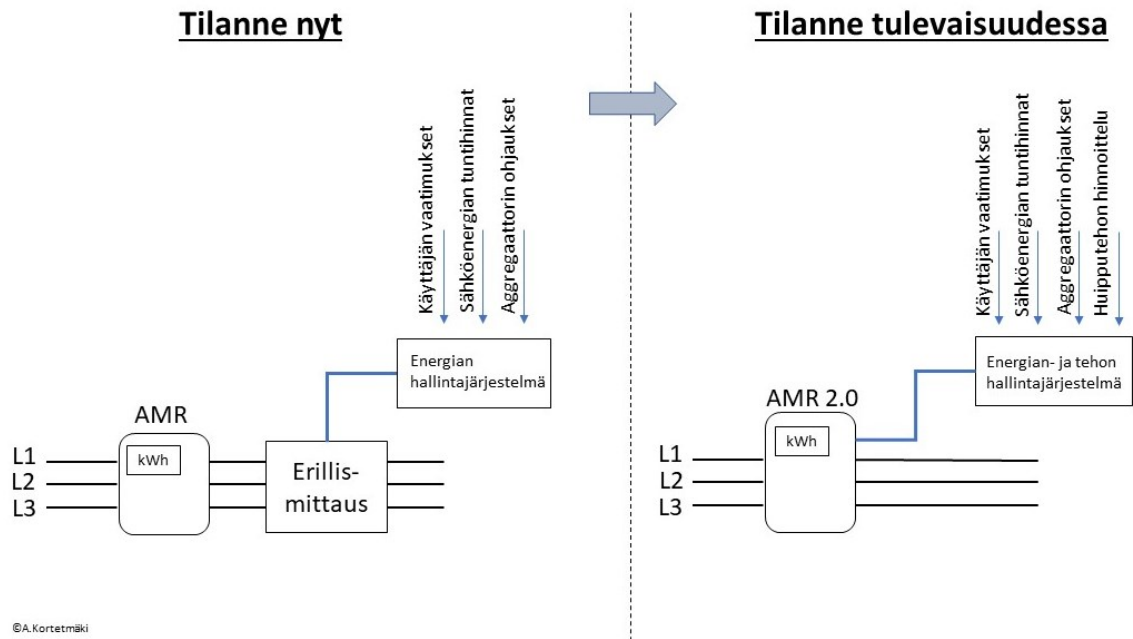 Tilanne nyt
Käyttäjän vaatimukset
Sähköenergian tuntihinnat
Aggregaattorin ohjaukset
Energian
hallintajärjestelmä
AMR
kWh
L1
L2
L3
Erillis-
mittaus
Tilanne tulevaisuudessa
Käyttäjän vaatimukset
Sähköenergian tuntihinnat
Aggregaattorin ohjaukset
Huipputehon hinnoittelu
Energian- ja tehon
hallintajärjestelmä
AMR 2.0
kWh
L1
L2
L3
©A.Kortetmäki